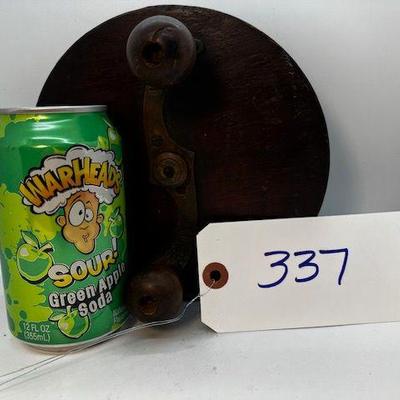 WARHEADS
SOUR!
Green Apple
Soda
12 FL OZ
(355mL)
337